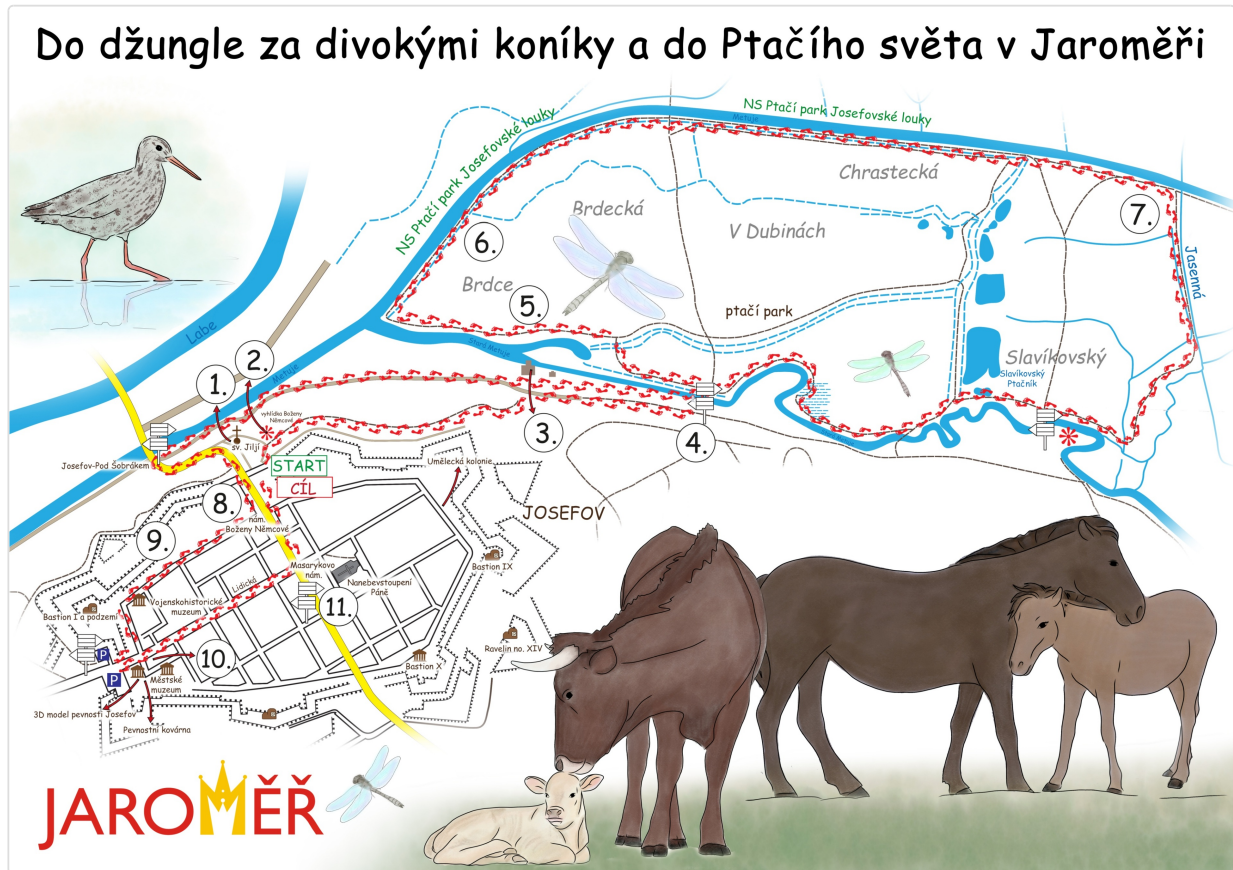 Do džungle za divokými koníky a do Ptačího světa v Jaroměři
NS Ptačí park Josefovské louky
Metuje
NS Ptačí park Josefovské louky
Chrastecká
Brdecká
V Dubinách
7.
6.
Brdce
5.
Jasenná
ptačí park
Labe
Metuje
Stará Metuje
Slavíkovský
Slavíkovský
Ptačník
2.
1.
vyhlídka Boženy
Němcové
sv. Jiljí
3.
4.
Josefov-Pod Šobrákem
START
CÍL
Umělecká kolonie
JOSEFOV
8.
nám.
Boženy Němcové
9.
Masarykovo
nám.
Bastion IX
Lidická
Nanebevstoupení
Páně
Vojenskohistorické
muzeum
11.
Bastion I a podzemí
Ravelin no. XIV
10.
P
P
Městské
muzeum
Bastion X
3D model pevnosti Josefov
Pevnostní kovárna
JAROMĚŘ